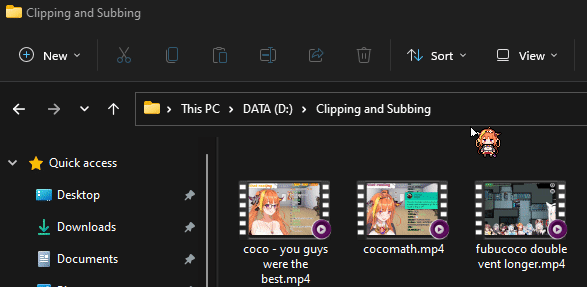 Clipping and Subbing
New
Sort
View
This PC > DATA (D:) > Clipping and Subbing
Quick access
Desktop
Downloads
Documents
coco - you guys
were the
best.mp4
cocomath.mp4
fubucoco double
vent longer.mp4